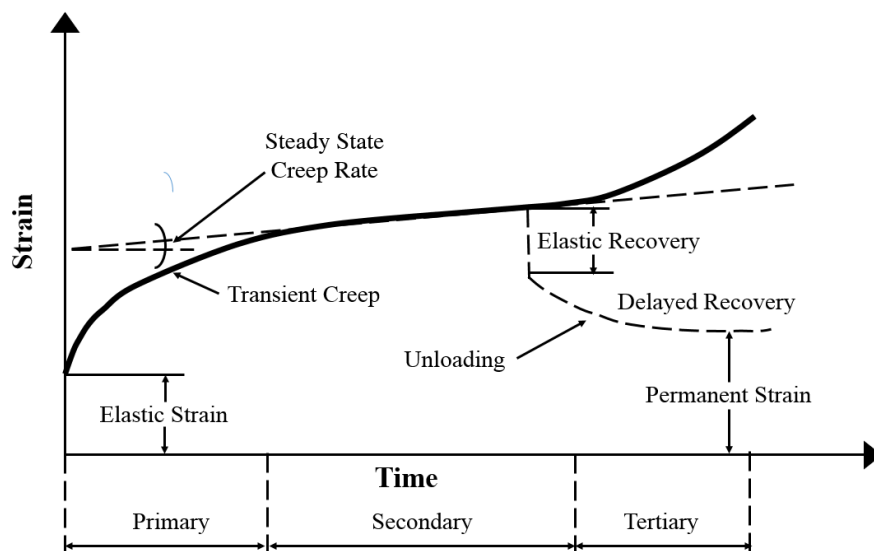 Steady State
Creep Rate
Strain
Elastic Recovery
Transient Creep
Delayed Recovery
Unloading
Permanent Strain
Elastic Strain
Time
Primary
Secondary
Tertiary